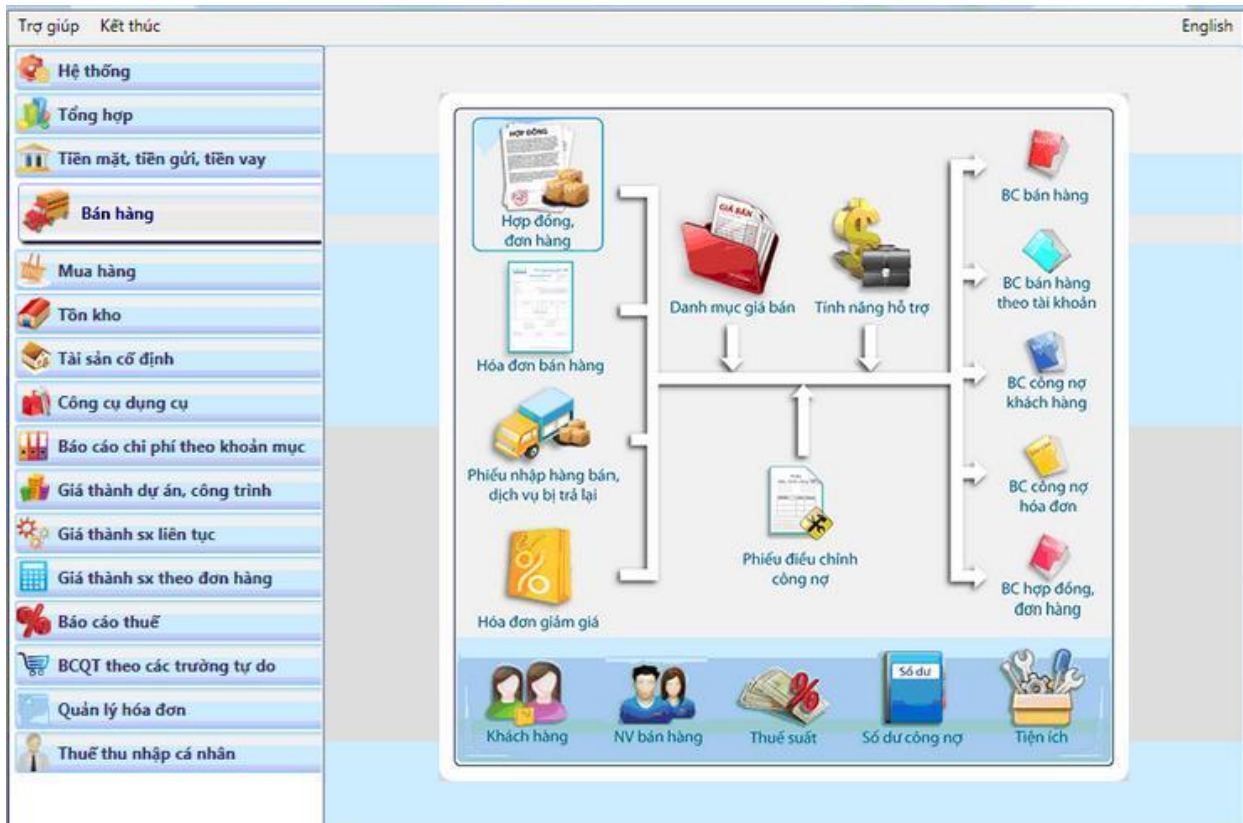 Trợ giúp Kết thúc English
Hệ thống
Tổng hợp
Tiền mặt, tiền gửi, tiền vay
Bán hàng
Mua hàng
Tồn kho
Tài sản cố định
Công cụ dụng cụ
Báo cáo chi phí theo khoản mục
Giá thành dự án, công trình
Giá thành sx liên tục
Giá thành sx theo đơn hàng
Báo cáo thuế
BCQT theo các trường tự do
Quản lý hóa đơn
Thuế thu nhập cá nhân
HỢP ĐỒNG
Hợp đồng,
đơn hàng
Hóa đơn bán hàng
Phiếu nhập hàng bán,
dịch vụ bị trả lại
Hóa đơn giảm giá
GIÁ BÁN
Danh mục giá bán
Tính năng hỗ trợ
Phiếu điều chỉnh
công nợ
BC bán hàng
BC bán hàng
theo tài khoản
BC công nợ
khách hàng
BC công nợ
hóa đơn
BC hợp đồng,
đơn hàng
Khách hàng
NV bán hàng
Thuế suất
Số dư
Số dư công nợ
Tiện ích